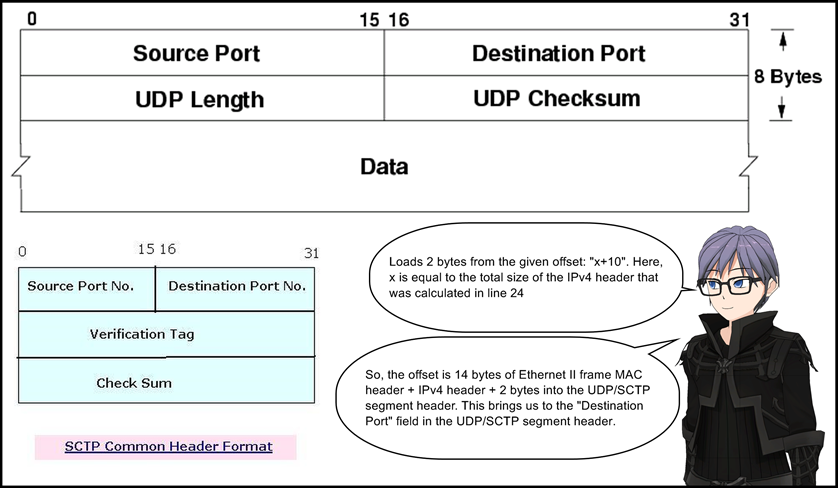 0 15 16 31
Source Port Destination Port
8 Bytes
UDP Length UDP Checksum
Data
0 15 16 31
Source Port No. Destination Port No.
Verification Tag
Check Sum
SCTP Common Header Format
Loads 2 bytes from the given offset: "x+10". Here,
x is equal to the total size of the IPv4 header that
was calculated in line 24
So, the offset is 14 bytes of Ethernet II frame MAC
header + IPv4 header + 2 bytes into the UDP/SCTP
segment header. This brings us to the "Destination
Port" field in the UDP/SCTP segment header.